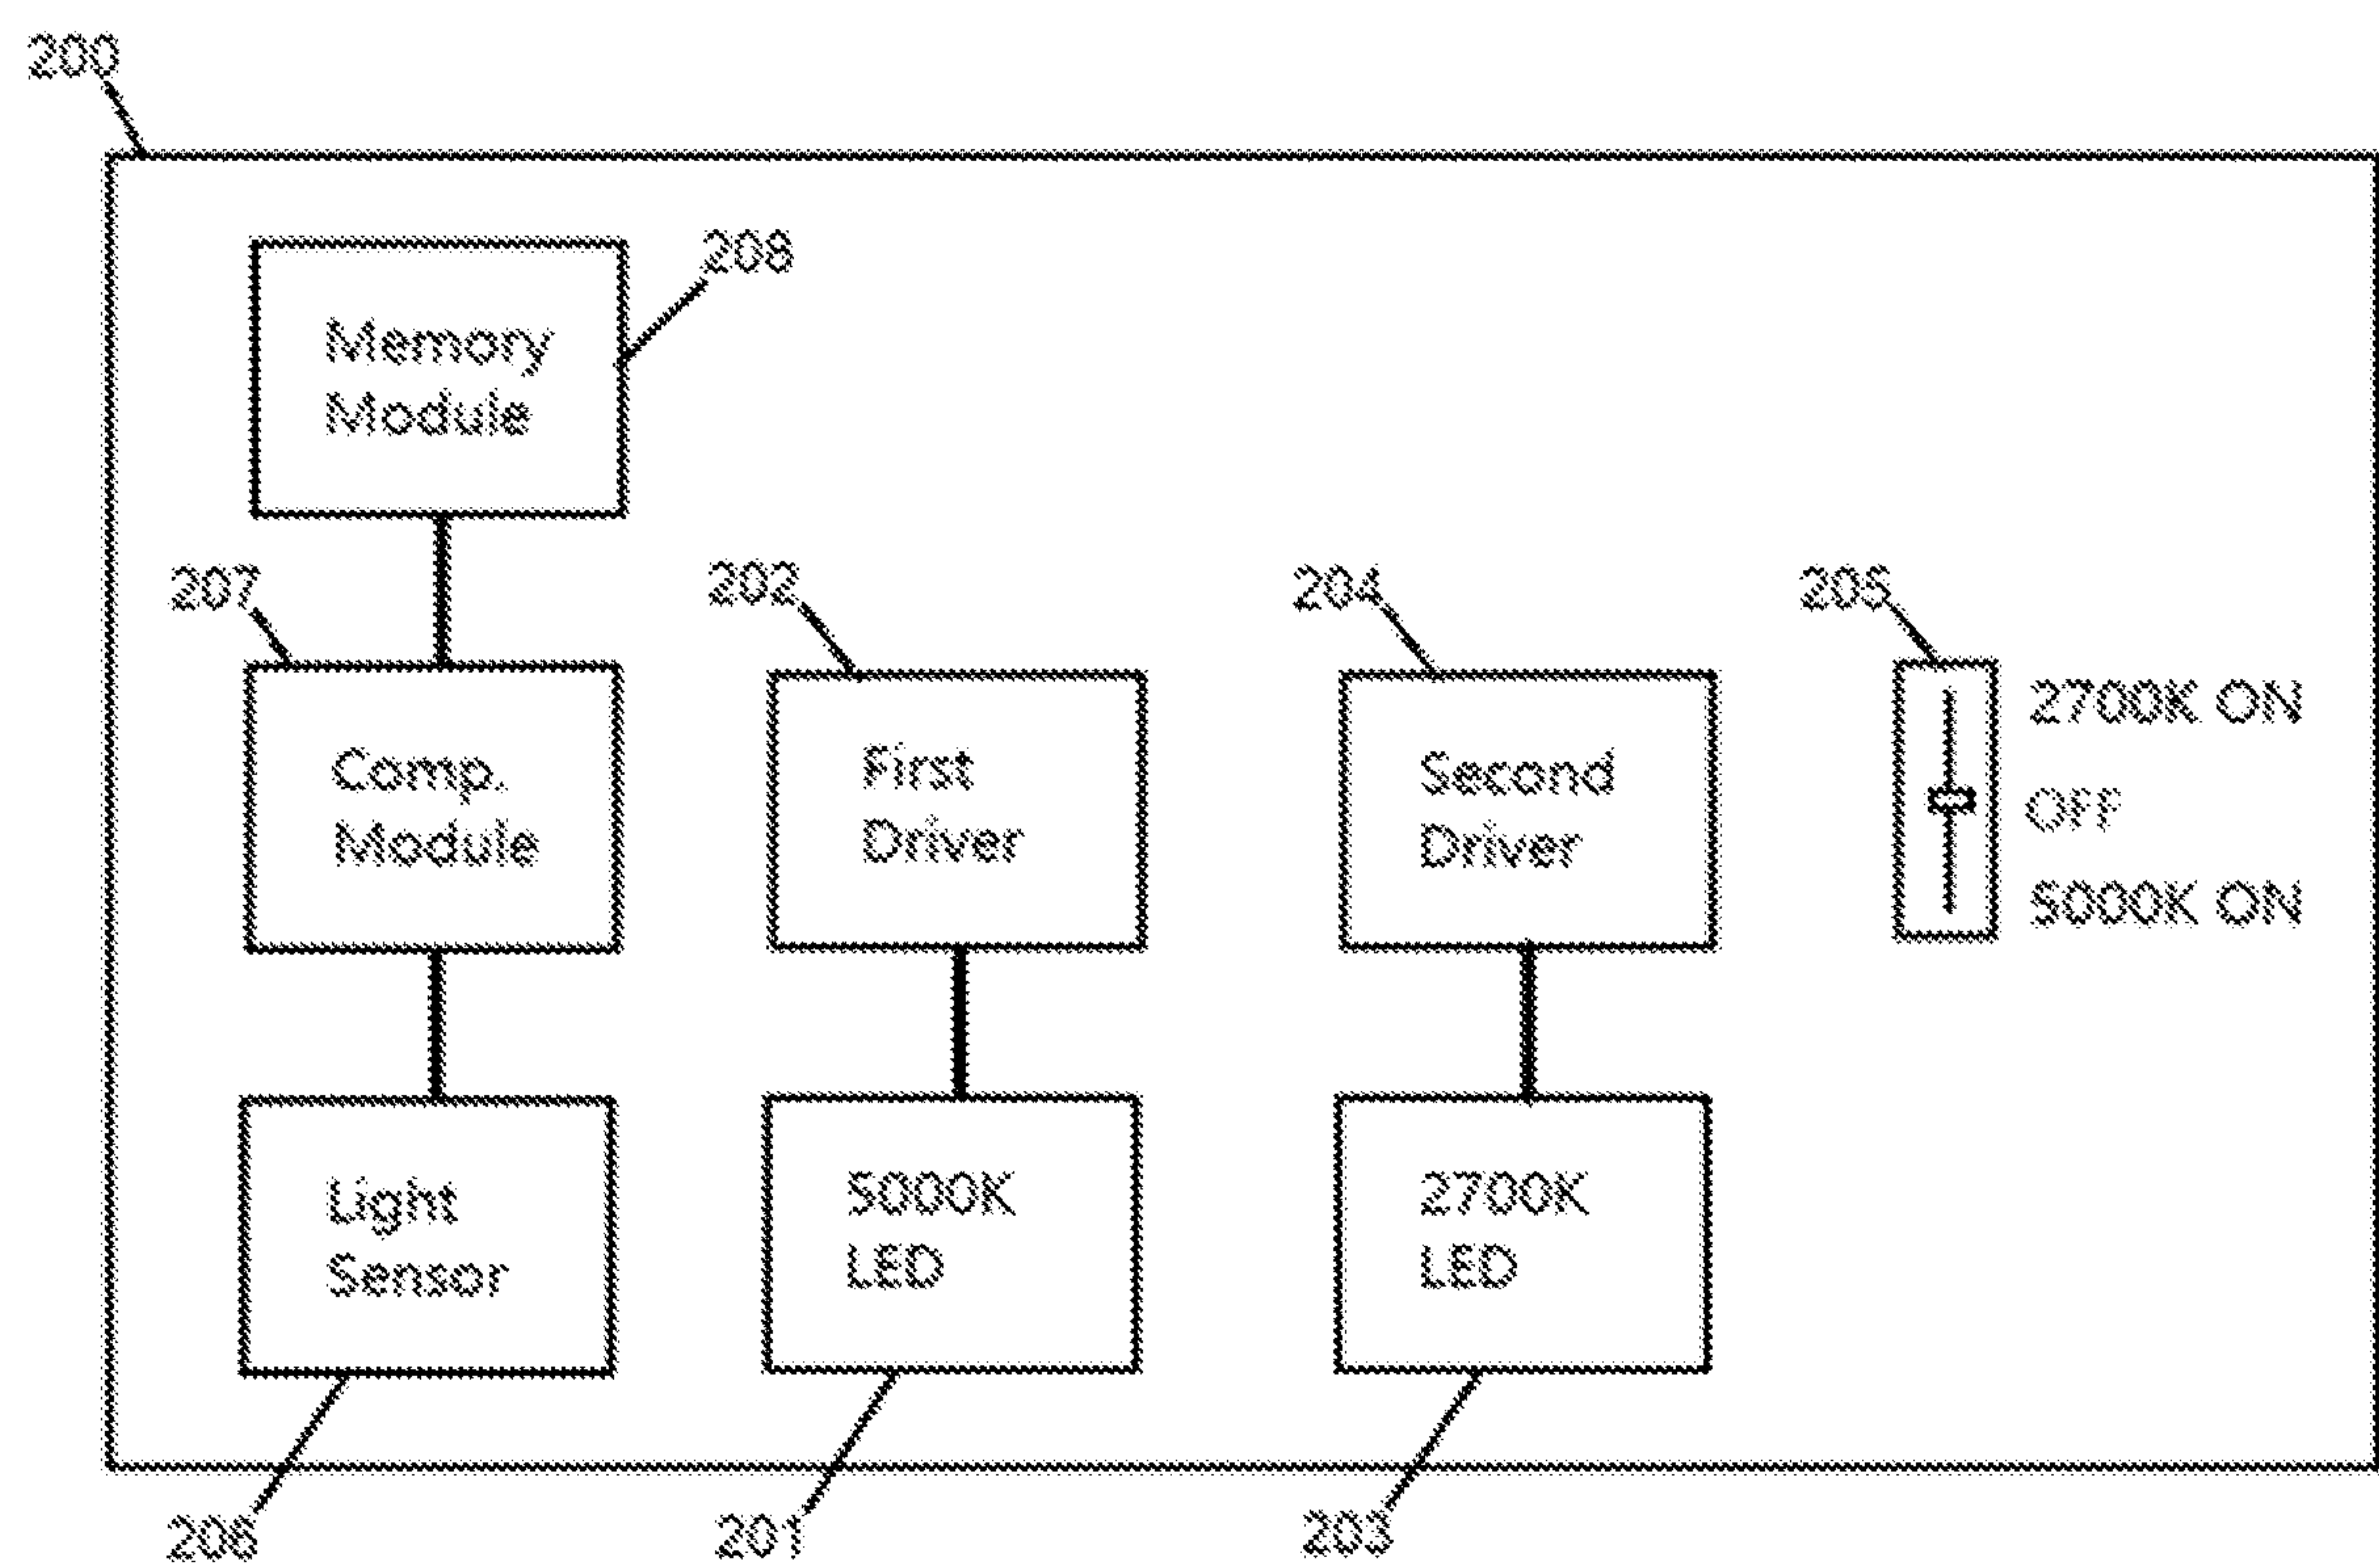 200
208
Memory
Module
207
202
204
205
Comp.
Module
First
Driver
Second
Driver
2700K ON
OFF
5000K ON
Light
Sensor
5000K
LED
2700K
LED
206
201
203